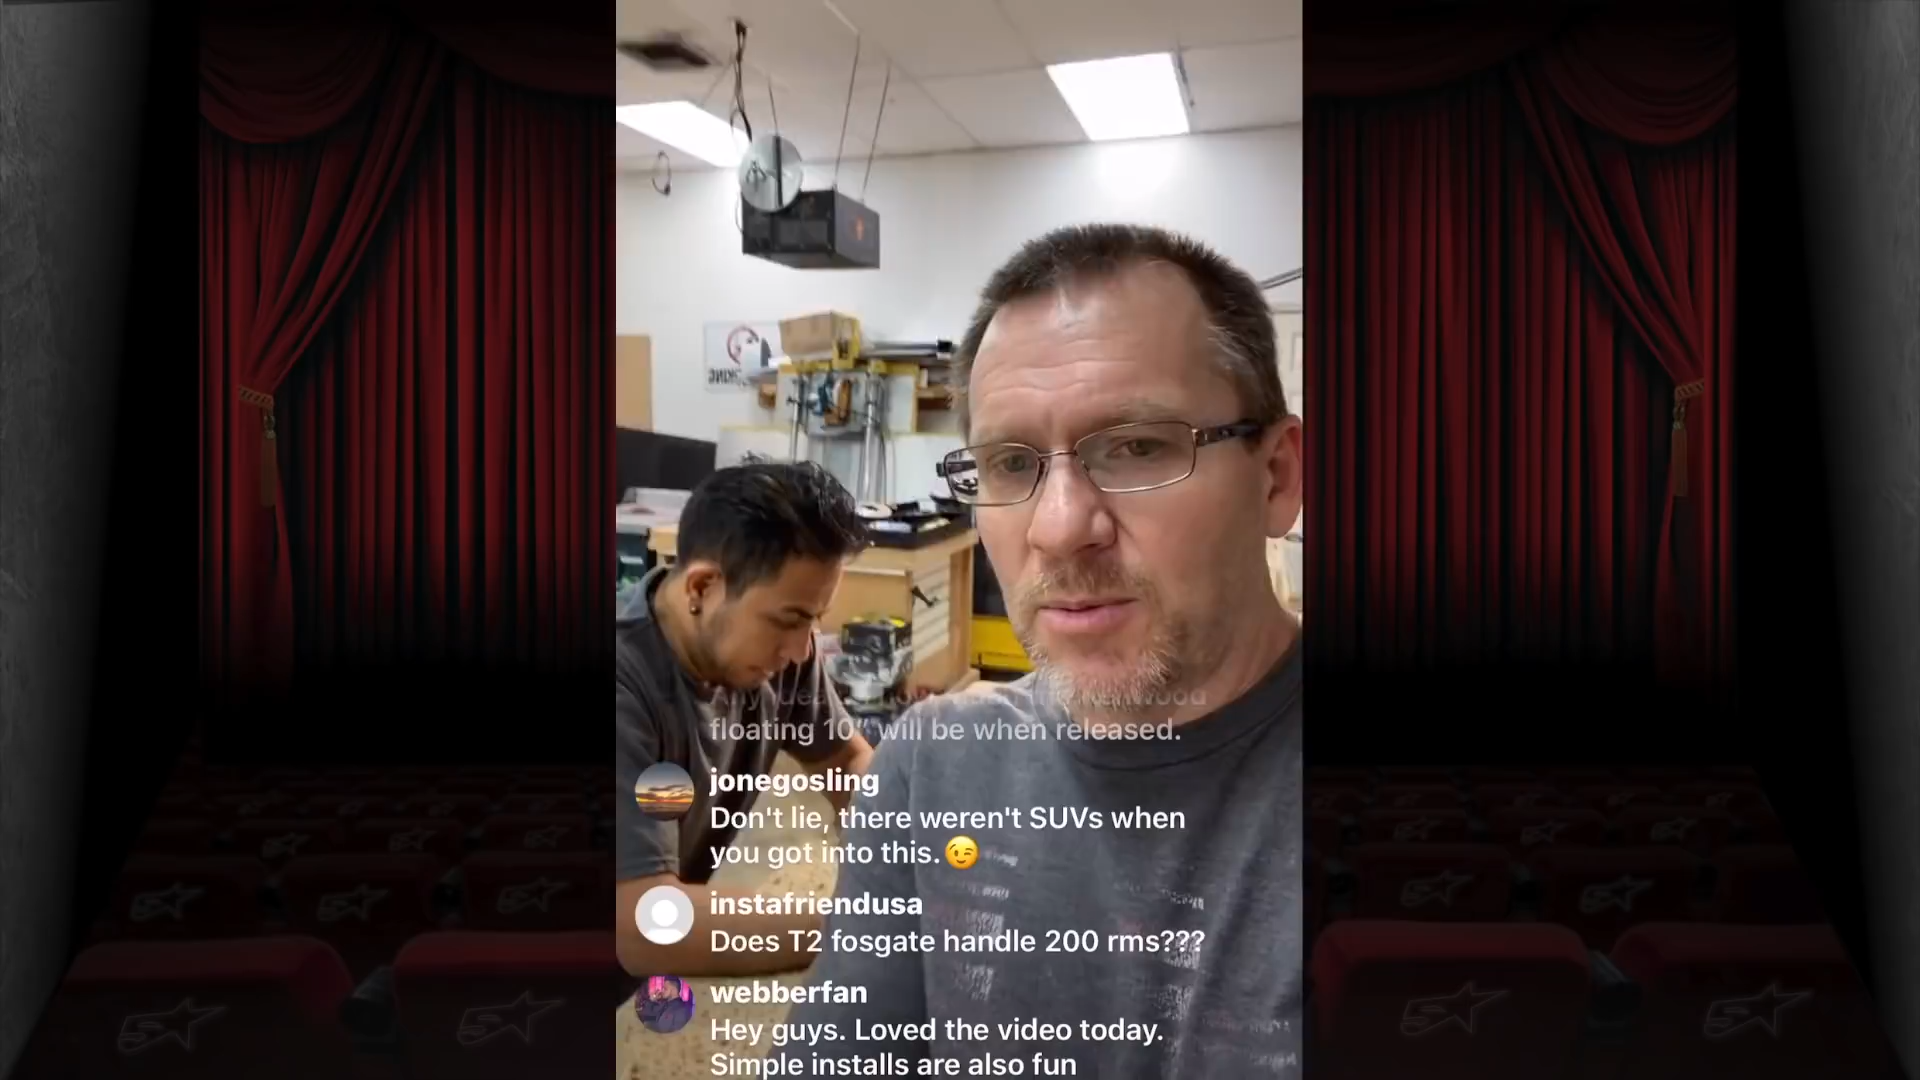 floating 10" will be when released.
jonegosling
Don't lie, there weren't SUVs when
you got into this.😉
instafriendusa
Does T2 fosgate handle 200 rms???
webberfan
Hey guys. Loved the video today.
Simple installs are also fun